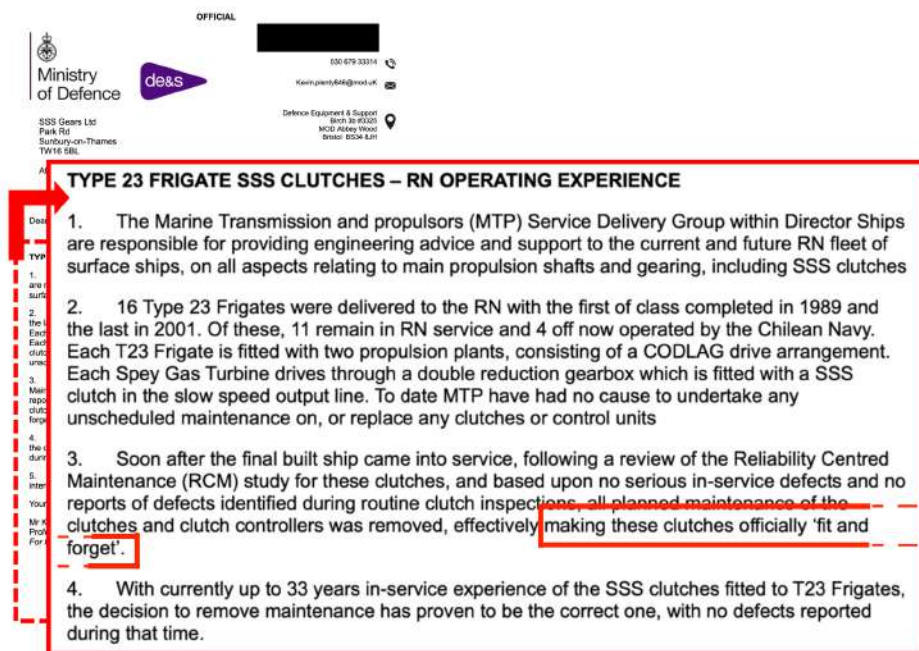 OFFICIAL
Ministry
of Defence
de&s
030 679 33314
Defence Equipment & Support
MOD Abbey Wood
Bristol BS34 8JH
SSS Gears Ltd
Park Rd
Sunbury-on-Thames
TW16 5BL
TYPE 23 FRIGATE SSS CLUTCHES – RN OPERATING EXPERIENCE
1. The Marine Transmission and propulsors (MTP) Service Delivery Group within Director Ships
are responsible for providing engineering advice and support to the current and future RN fleet of
surface ships, on all aspects relating to main propulsion shafts and gearing, including SSS clutches
2. 16 Type 23 Frigates were delivered to the RN with the first of class completed in 1989 and
the last in 2001. Of these, 11 remain in RN service and 4 off now operated by the Chilean Navy.
Each T23 Frigate is fitted with two propulsion plants, consisting of a CODLAG drive arrangement.
Each Spey Gas Turbine drives through a double reduction gearbox which is fitted with a SSS
clutch in the slow speed output line. To date MTP have had no cause to undertake any
unscheduled maintenance on, or replace any clutches or control units
3. Soon after the final built ship came into service, following a review of the Reliability Centred
Maintenance (RCM) study for these clutches, and based upon no serious in-service defects and no
reports of defects identified during routine clutch inspections, all planned maintenance of the
clutches and clutch controllers was removed, effectively making these clutches officially 'fit and
forget'.
4. With currently up to 33 years in-service experience of the SSS clutches fitted to T23 Frigates,
the decision to remove maintenance has proven to be the correct one, with no defects reported
during that time.